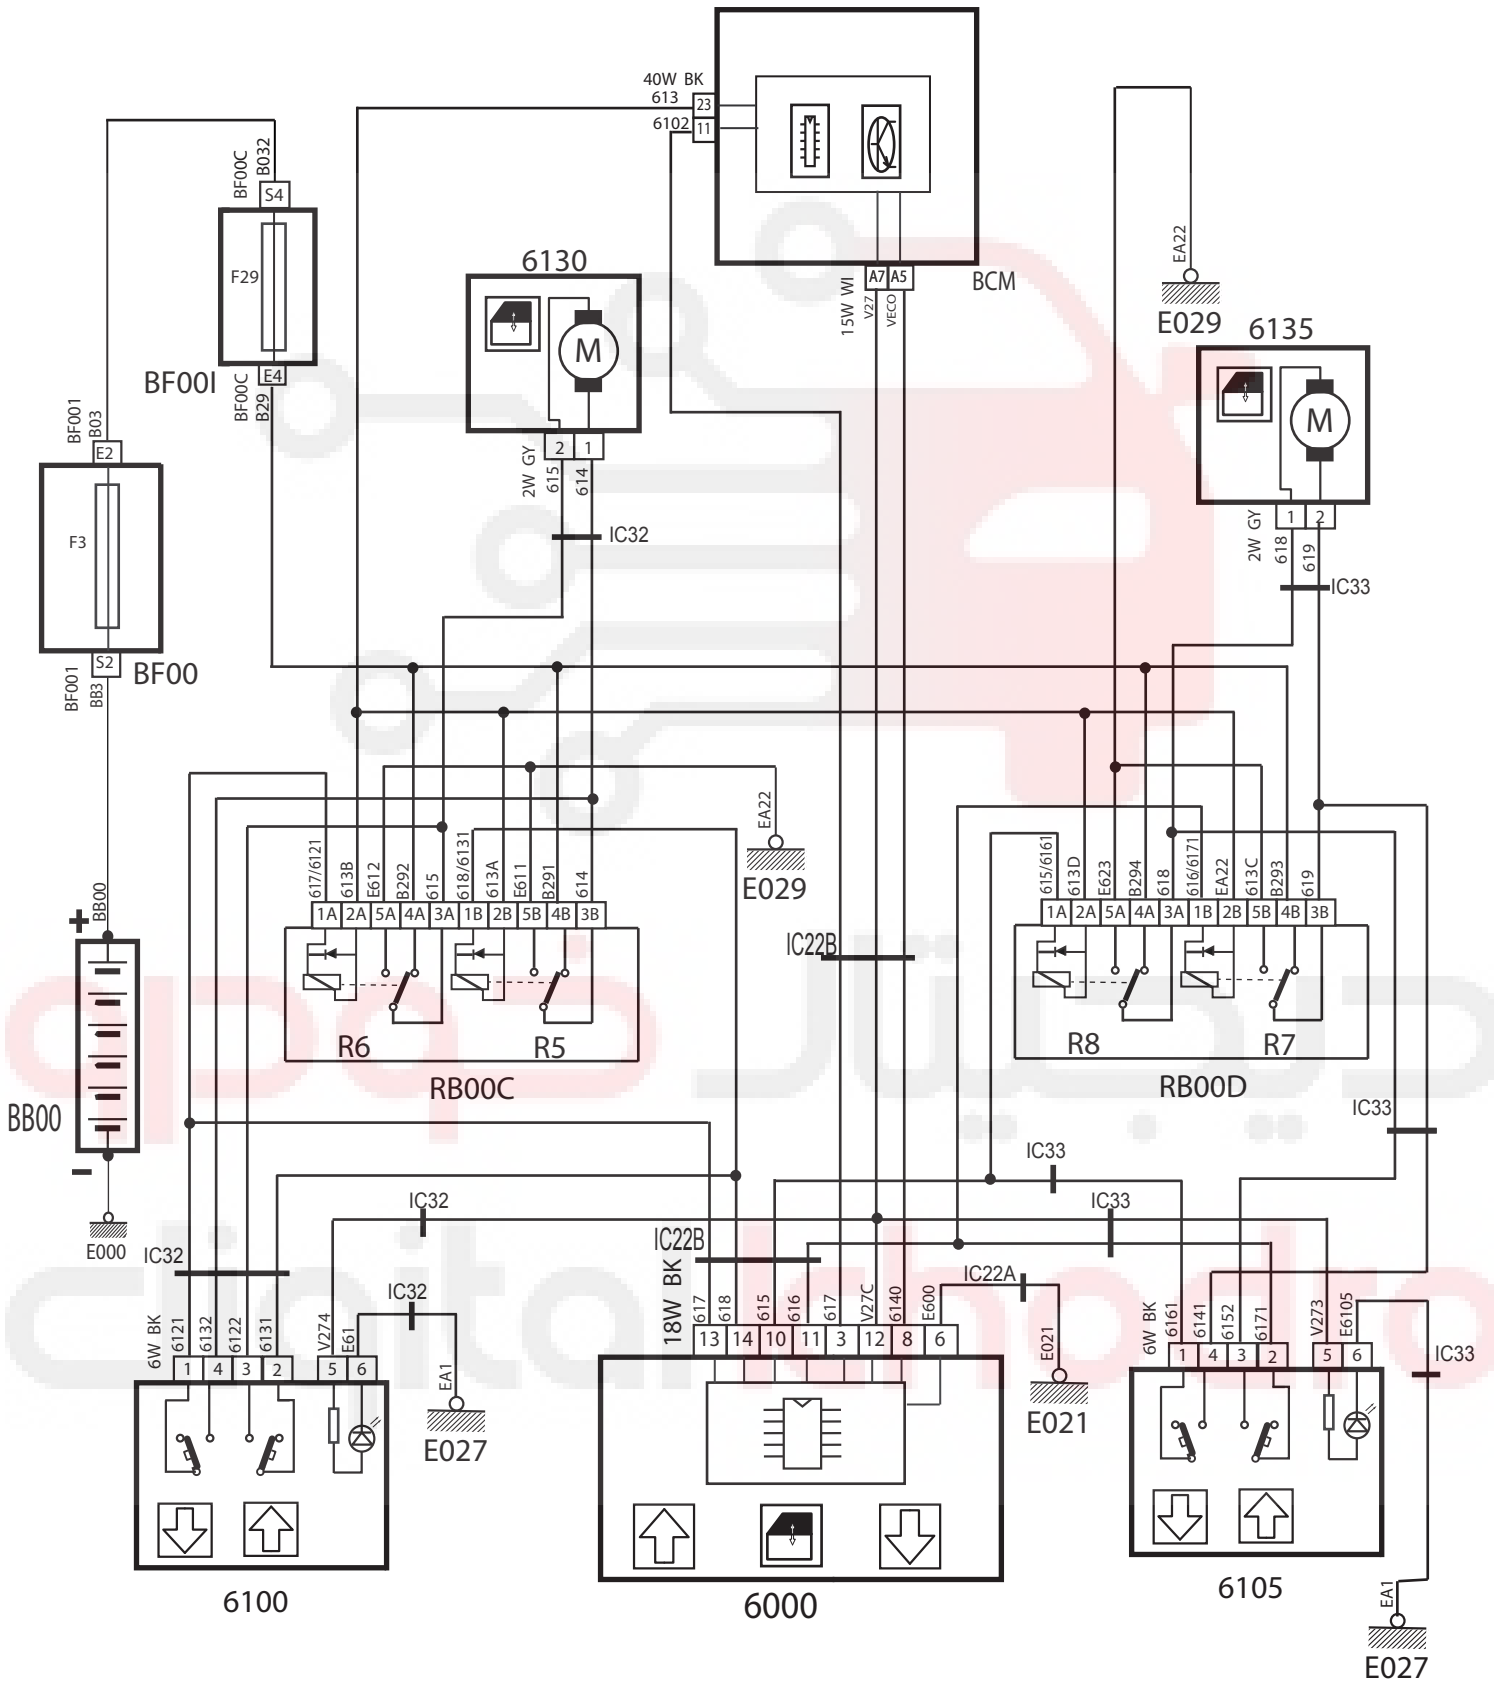 40W BK
613
23
6102
11
BF00C
B032
S4
F29
E4
BF00I
BF00C
B29
6130
M
2
1
2W GY
615
614
IC32
A7
A5
BCM
15W WI
V27
VECO
EA22
E029
6135
M
1
2
2W GY
618
619
IC33
BF001
B03
E2
F3
S2
BF00
BF001
BB3
EA22
E029
617/6121
613B
E612
B292
615
618/6131
613A
E611
B291
614
1A
2A
5A
4A
3A
1B
2B
5B
4B
3B
R6
R5
RB00C
615/6161
613D
E623
B294
618
616/6171
EA22
613C
B293
619
1A
2A
5A
4A
3A
1B
2B
5B
4B
3B
R8
R7
RB00D
BB00
+
BB00
-
E000
IC22B
IC33
IC33
IC32
IC33
IC32
IC22B
IC32
IC22A
6W BK
6121
6132
6122
6131
V274
E61
1
4
3
2
5
6
EA1
E027
6100
18W BK
617
618
615
616
617
V27C
6140
E600
13
14
10
11
3
12
8
6
E021
E021
6000
6W BK
6161
6141
6152
6171
V273
E6105
1
4
3
2
5
6
IC33
6105
EA1
E027
دیجیتال خودرو
digital khodro